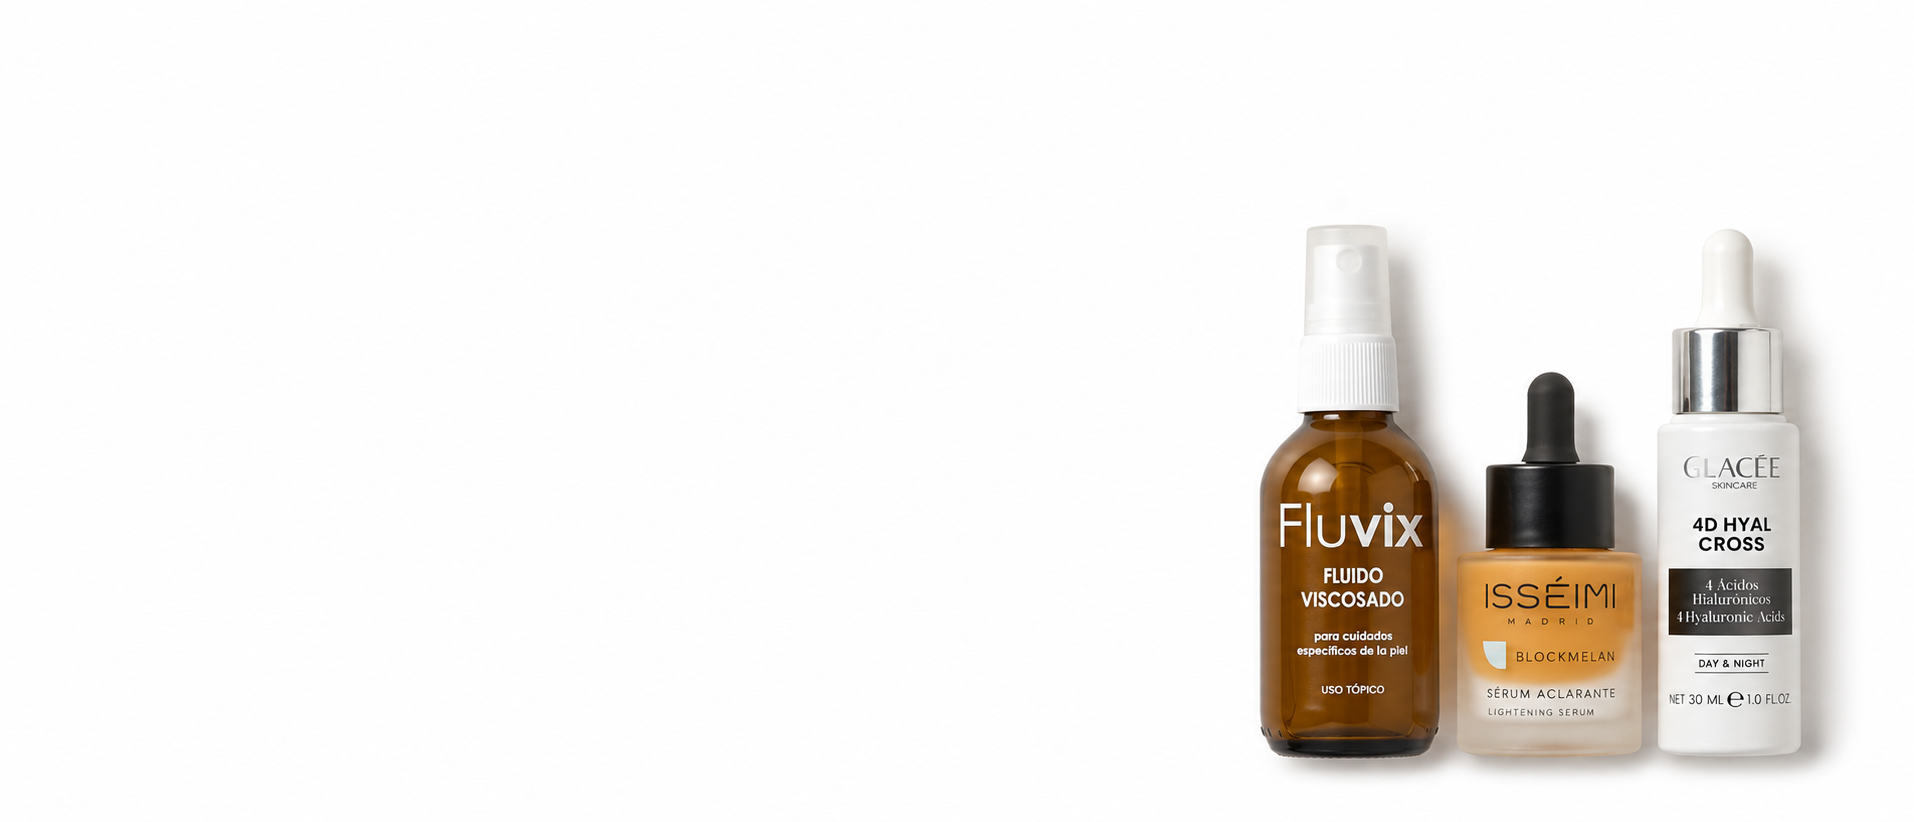 Fluvix
FLUIDO
VISCOSADO
para cuidados
específicos de la piel
USO TÓPICO
ISSÉIMI
MADRID
BLOCKMELAN
SÉRUM ACLARANTE
LIGHTENING SERUM
GLACÉE
SKINCARE
4D HYAL
CROSS
4 Ácidos
Hialurónicos
4 Hyaluronic Acids
DAY & NIGHT
NET 30 ML ℮ 1.0 FL.OZ.